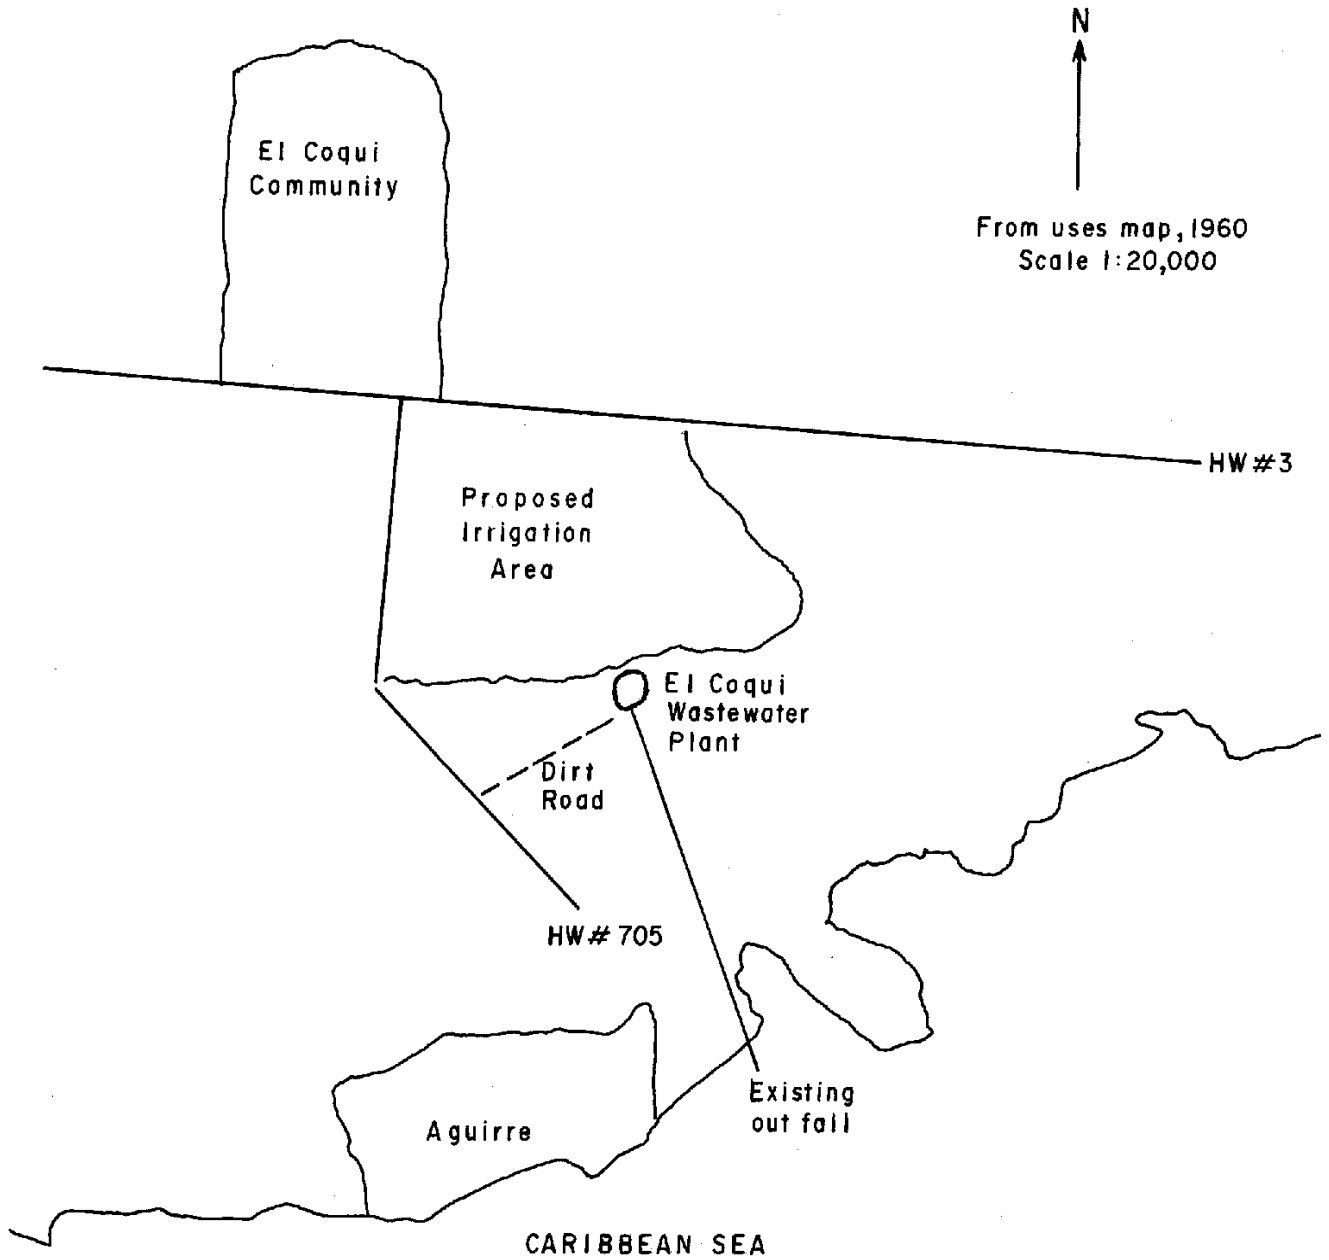 N
El Coqui
Community
From uses map, 1960
Scale 1:20,000
HW#3
Proposed
Irrigation
Area
El Coqui
Wastewater
Plant
Dirt
Road
HW# 705
Existing
out fall
Aguirre
CARIBBEAN SEA